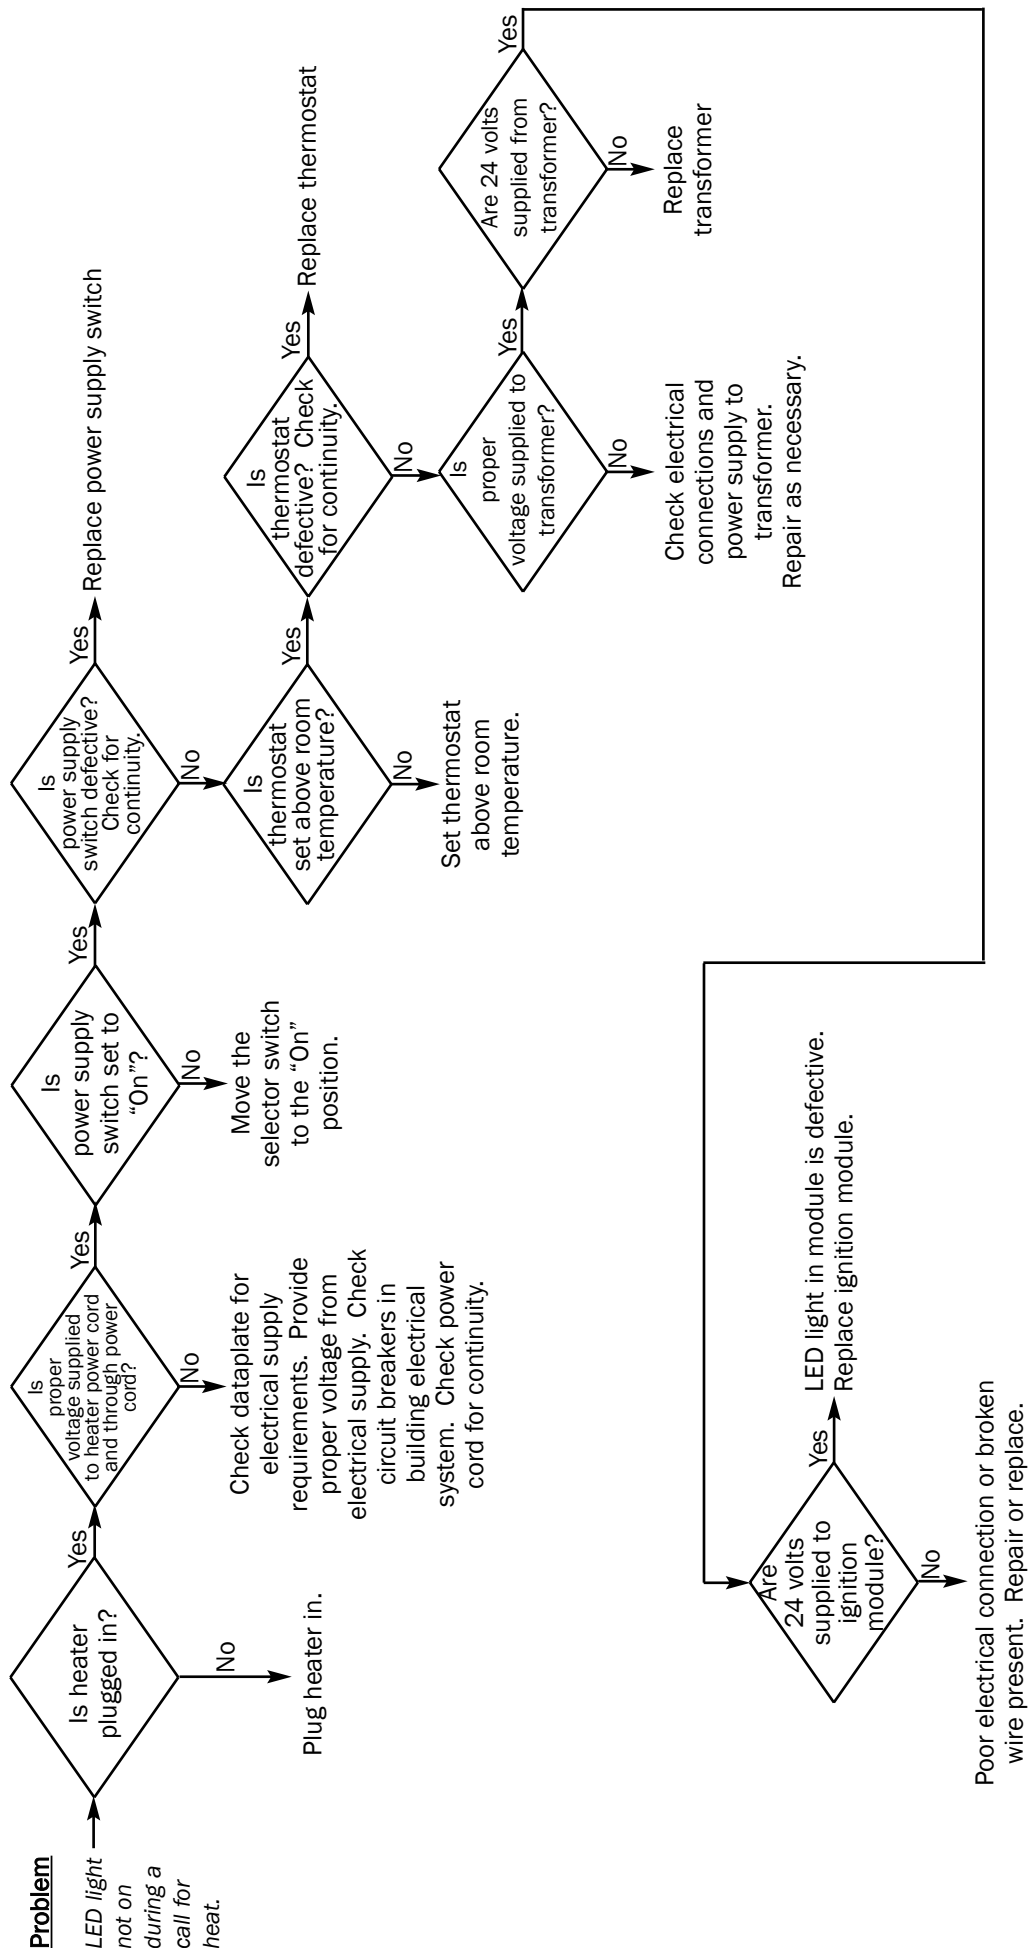 Problem
LED light
not on
during a
call for
heat.
Is heater
plugged in?
Yes
No
Plug heater in.
Is
proper
voltage supplied
to heater power cord
and through power
cord?
Yes
No
Check dataplate for
electrical supply
requirements. Provide
proper voltage from
electrical supply. Check
circuit breakers in
building electrical
system. Check power
cord for continuity.
Is
power supply
switch set to
“On”?
Yes
No
Move the
selector switch
to the “On”
position.
Is
power supply
switch defective?
Check for
continuity.
Yes
Replace power supply switch
No
Is
thermostat
set above room
temperature?
Yes
No
Set thermostat
above room
temperature.
Is
thermostat
defective? Check
for continuity.
Yes
Replace thermostat
No
Is
proper
voltage supplied to
transformer?
Yes
No
Check electrical
connections and
power supply to
transformer.
Repair as necessary.
Are 24 volts
supplied from
transformer?
Yes
No
Replace
transformer
Are
24 volts
supplied to
ignition
module?
Yes
LED light in module is defective.
Replace ignition module.
No
Poor electrical connection or broken
wire present. Repair or replace.